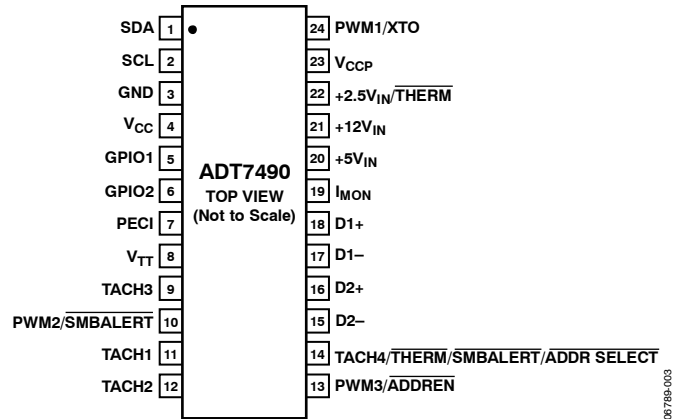 SDA 1
SCL 2
GND 3
VCC 4
GPIO1 5
GPIO2 6
PECI 7
VTT 8
TACH3 9
PWM2/SMBALERT 10
TACH1 11
TACH2 12
ADT7490
TOP VIEW
(Not to Scale)
24 PWM1/XTO
23 VCCP
22 +2.5VIN/THERM
21 +12VIN
20 +5VIN
19 IMON
18 D1+
17 D1–
16 D2+
15 D2–
14 TACH4/THERM/SMBALERT/ADDR SELECT
13 PWM3/ADDREN
06789-003